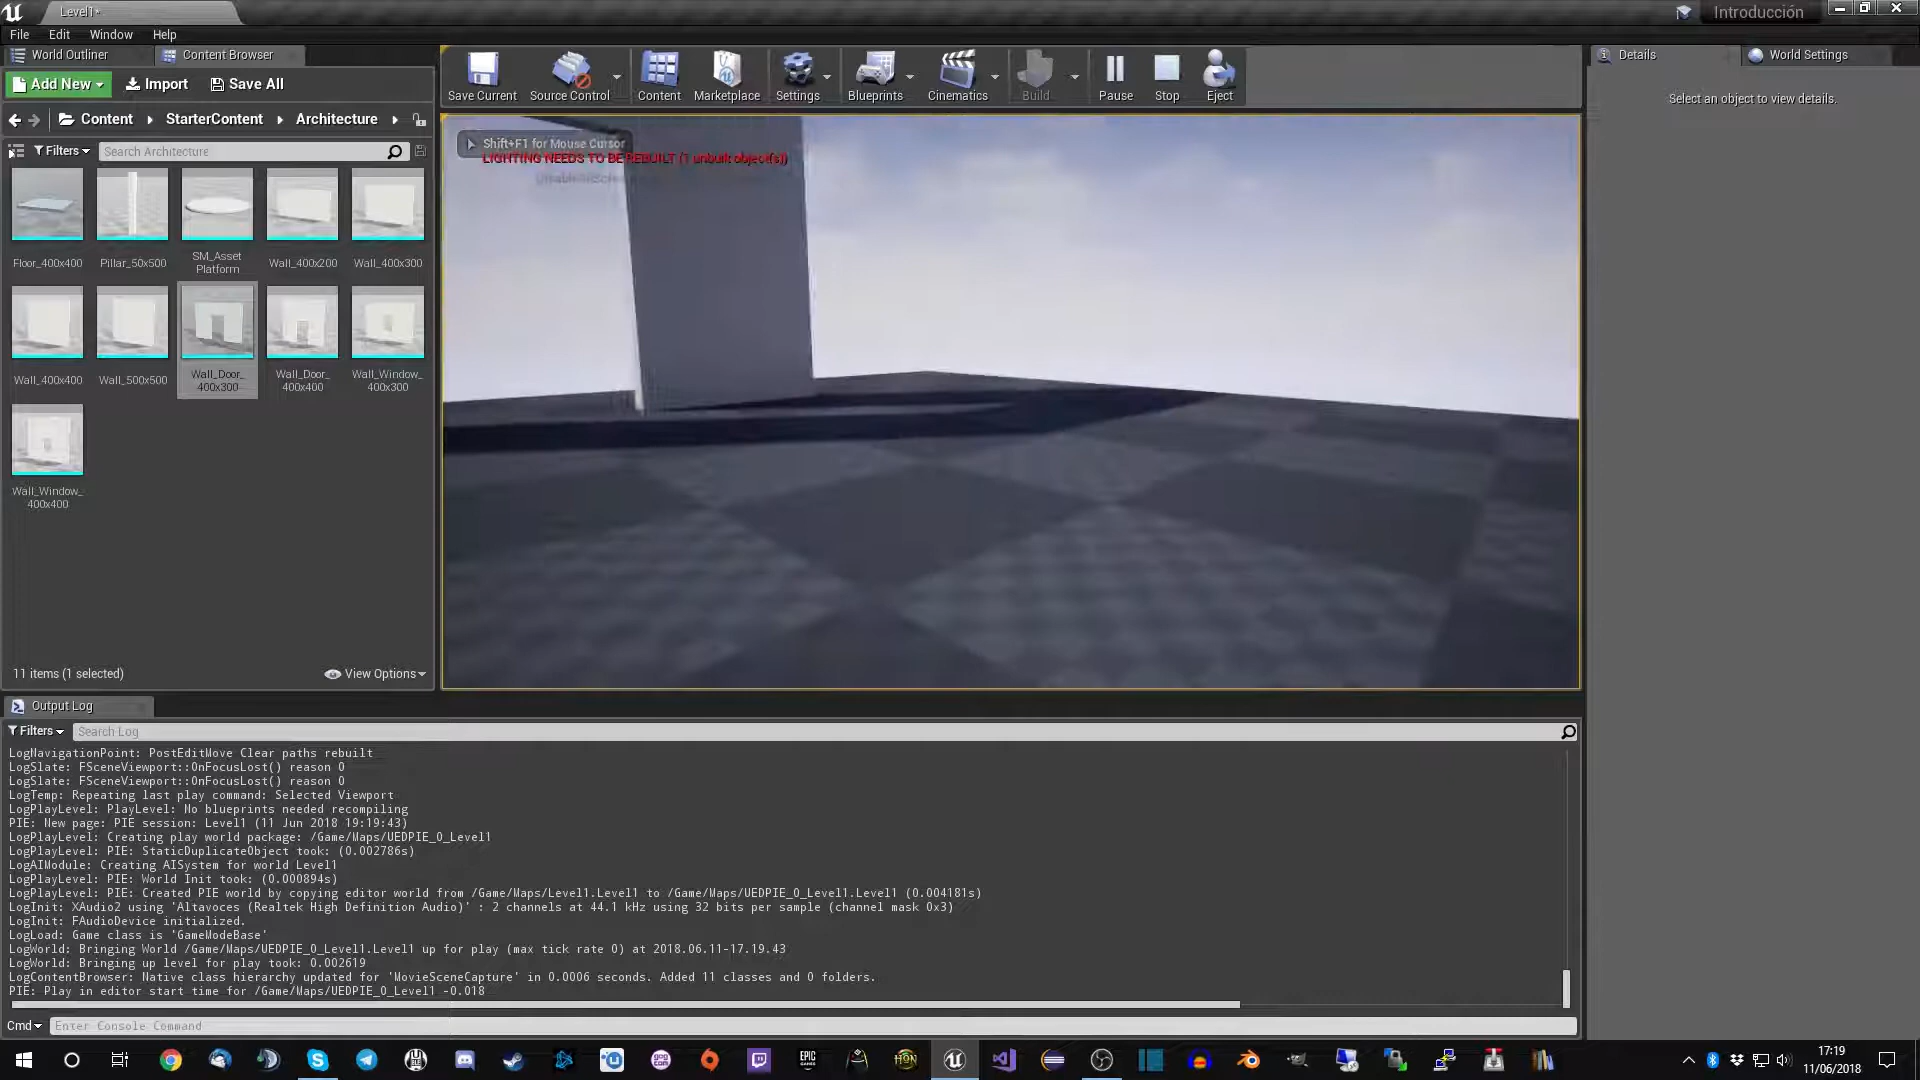 Level1*
Introducción
File Edit Window Help
World Outliner
Content Browser
Add New
Import
Save All
Content
StarterContent
Architecture
Filters
Search Architecture
Floor_400x400
Pillar_50x500
SM_Asset
Platform
Wall_400x200
Wall_400x300
Wall_400x400
Wall_500x500
Wall_Door_
400x300
Wall_Door_
400x400
Wall_Window_
400x300
Wall_Window_
400x400
11 items (1 selected)
View Options
Save Current
Source Control
Content
Marketplace
Settings
Blueprints
Cinematics
Build
Pause
Stop
Eject
Shift+F1 for Mouse Cursor
LIGHTING NEEDS TO BE REBUILT (1 unbuilt object(s))
Details
World Settings
Select an object to view details.
Output Log
Filters
Search Log
LogNavigationPoint: PostEditMove Clear paths rebuilt
LogSlate: FSceneViewport::OnFocusLost() reason 0
LogSlate: FSceneViewport::OnFocusLost() reason 0
LogTemp: Repeating last play command: Selected Viewport
LogPlayLevel: PlayLevel: No blueprints needed recompiling
PIE: New page: PIE session: Level1 (11 Jun 2018 19:19:43)
LogPlayLevel: Creating play world package: /Game/Maps/UEDPIE_0_Level1
LogPlayLevel: PIE: StaticDuplicateObject took: (0.002786s)
LogAIModule: Creating AISystem for world Level1
LogPlayLevel: PIE: World Init took: (0.000894s)
LogPlayLevel: PIE: Created PIE world by copying editor world from /Game/Maps/Level1.Level1 to /Game/Maps/UEDPIE_0_Level1.Level1 (0.004181s)
LogInit: XAudio2 using 'Altavoces (Realtek High Definition Audio)' : 2 channels at 44.1 kHz using 32 bits per sample (channel mask 0x3)
LogInit: FAudioDevice initialized.
LogLoad: Game class is 'GameModeBase'
LogWorld: Bringing World /Game/Maps/UEDPIE_0_Level1.Level1 up for play (max tick rate 0) at 2018.06.11-17.19.43
LogWorld: Bringing up level for play took: 0.002619
LogContentBrowser: Native class hierarchy updated for 'MovieSceneCapture' in 0.0006 seconds. Added 11 classes and 0 folders.
PIE: Play in editor start time for /Game/Maps/UEDPIE_0_Level1 -0.018
Cmd
Enter Console Command
EPIC
GAMES
17:19
11/06/2018